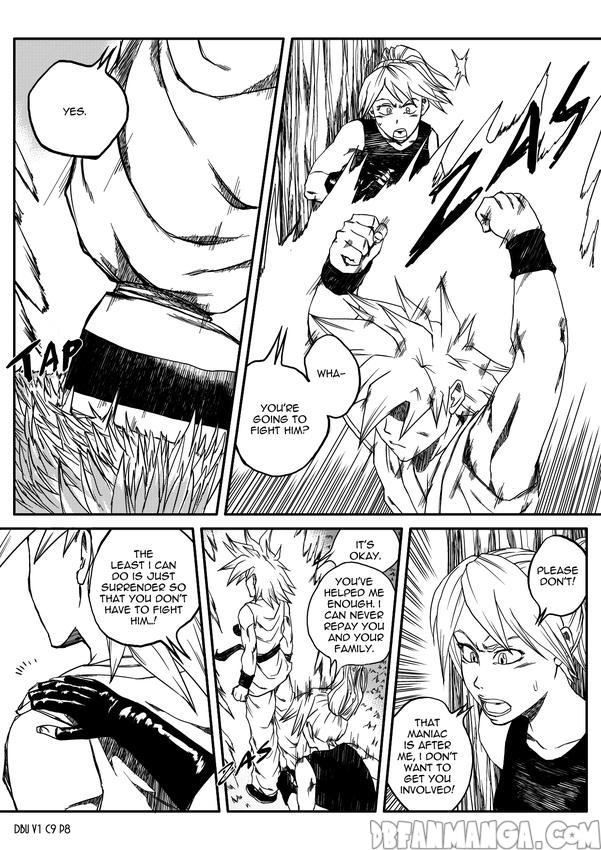 YES.
TAP
ZAS
WHA-
YOU'RE
GOING TO
FIGHT HIM?
THE
LEAST I CAN
DO IS JUST
SURRENDER SO
THAT YOU DON'T
HAVE TO FIGHT
HIM..!
IT'S
OKAY.
YOU'VE
HELPED ME
ENOUGH. I
CAN NEVER
REPAY YOU
AND YOUR
FAMILY.
ZAS
PLEASE
DON'T!
THAT
MANIAC
IS AFTER
ME, I DON'T
WANT TO
GET YOU
INVOLVED!
DBU V1 C9 P8
DBFANMANGA.COM